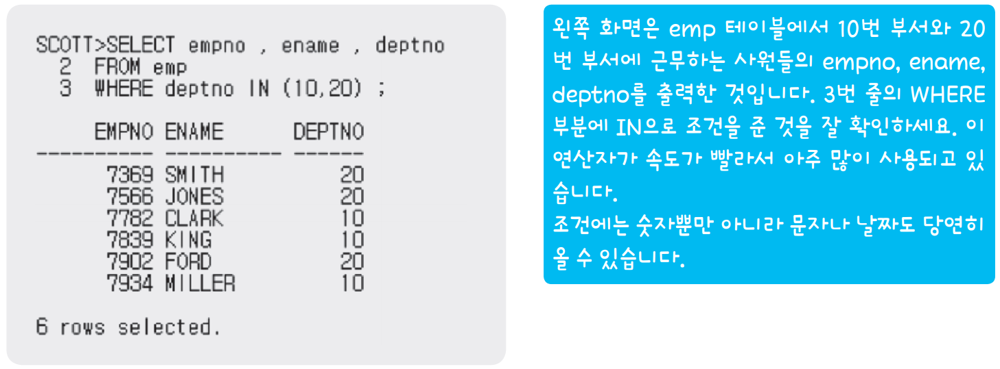 SCOTT>SELECT empno , ename , deptno
2 FROM emp
3 WHERE deptno IN (10,20) ;
EMPNO ENAME DEPTNO
---------- ---------- ------
7369 SMITH 20
7566 JONES 20
7782 CLARK 10
7839 KING 10
7902 FORD 20
7934 MILLER 10
6 rows selected.
왼쪽 화면은 emp 테이블에서 10번 부서와 20
번 부서에 근무하는 사원들의 empno, ename,
deptno를 출력한 것입니다. 3번 줄의 WHERE
부분에 IN으로 조건을 준 것을 잘 확인하세요. 이
연산자가 속도가 빨라서 아주 많이 사용되고 있
습니다.
조건에는 숫자뿐만 아니라 문자나 날짜도 당연히
올 수 있습니다.